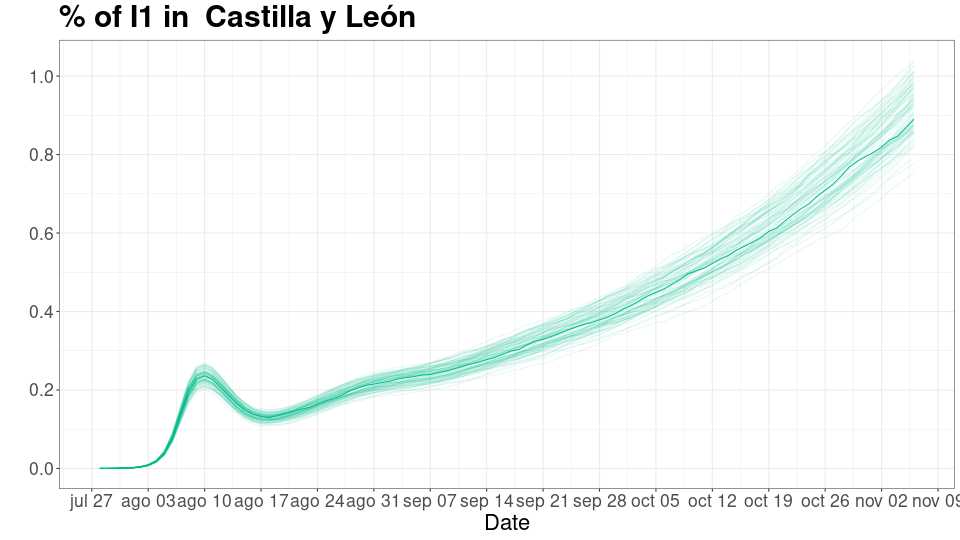 % of I1 in  Castilla y León
1.0
0.8
0.6
0.4
0.2
0.0
jul 27 ago 03 ago 10 ago 17 ago 24 ago 31 sep 07 sep 14 sep 21 sep 28 oct 05 oct 12 oct 19 oct 26 nov 02 nov 09
Date